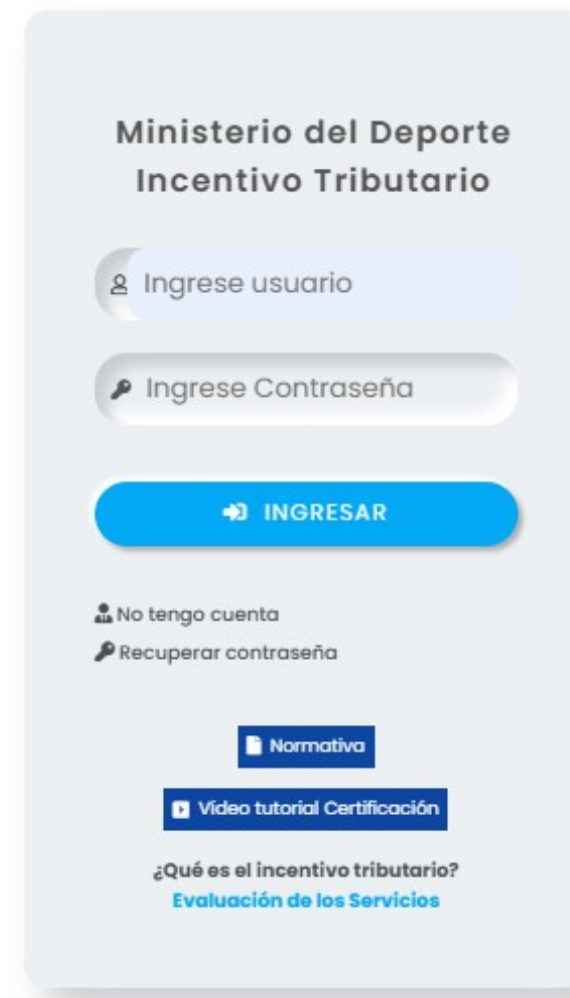 Ministerio del Deporte
Incentivo Tributario
Ingrese usuario
Ingrese Contraseña
INGRESAR
No tengo cuenta
Recuperar contraseña
Normativa
Vídeo tutorial Certificación
¿Qué es el incentivo tributario?
Evaluación de los Servicios